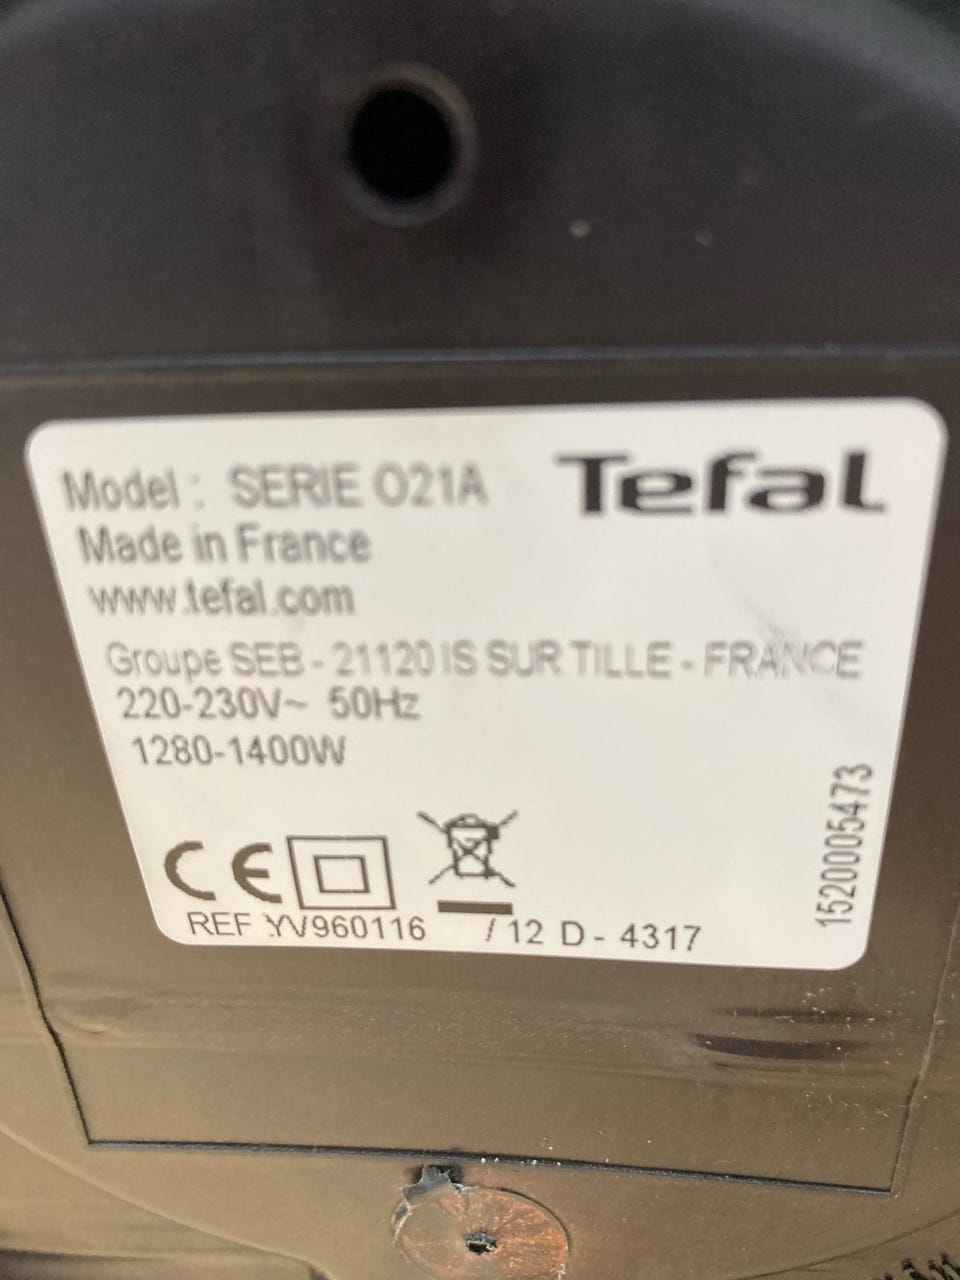 Model : SERIE O21A
Tefal
Made in France
www.tefal.com
Groupe SEB - 21120 IS SUR TILLE - FRANCE
220-230V~ 50Hz
1280-1400W
1520005473
CE
REF YV960116 / 12 D - 4317